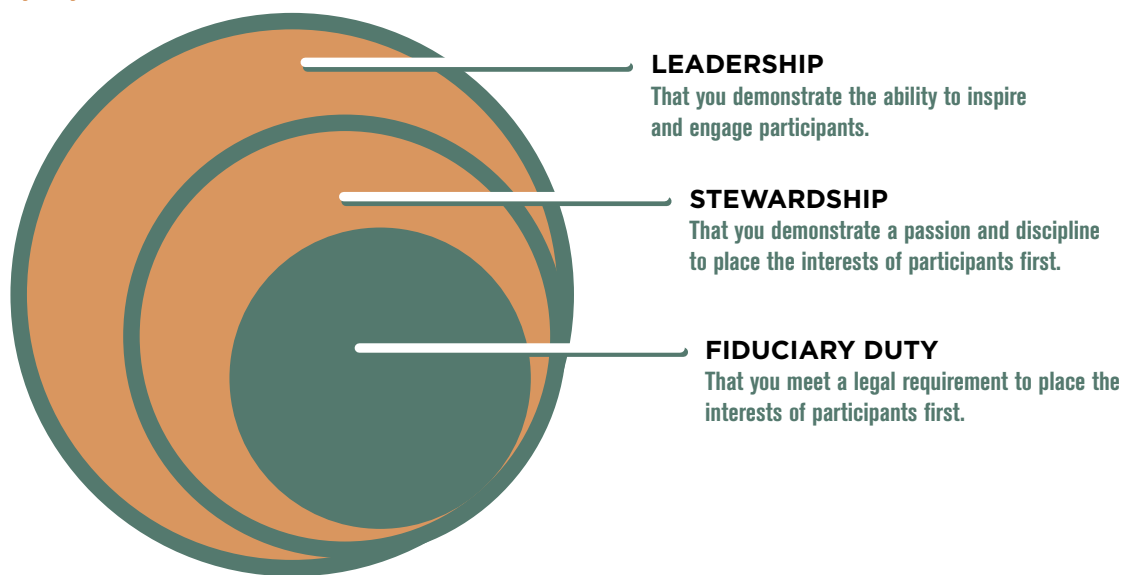 LEADERSHIP
That you demonstrate the ability to inspire
and engage participants.
STEWARDSHIP
That you demonstrate a passion and discipline
to place the interests of participants first.
FIDUCIARY DUTY
That you meet a legal requirement to place the
interests of participants first.